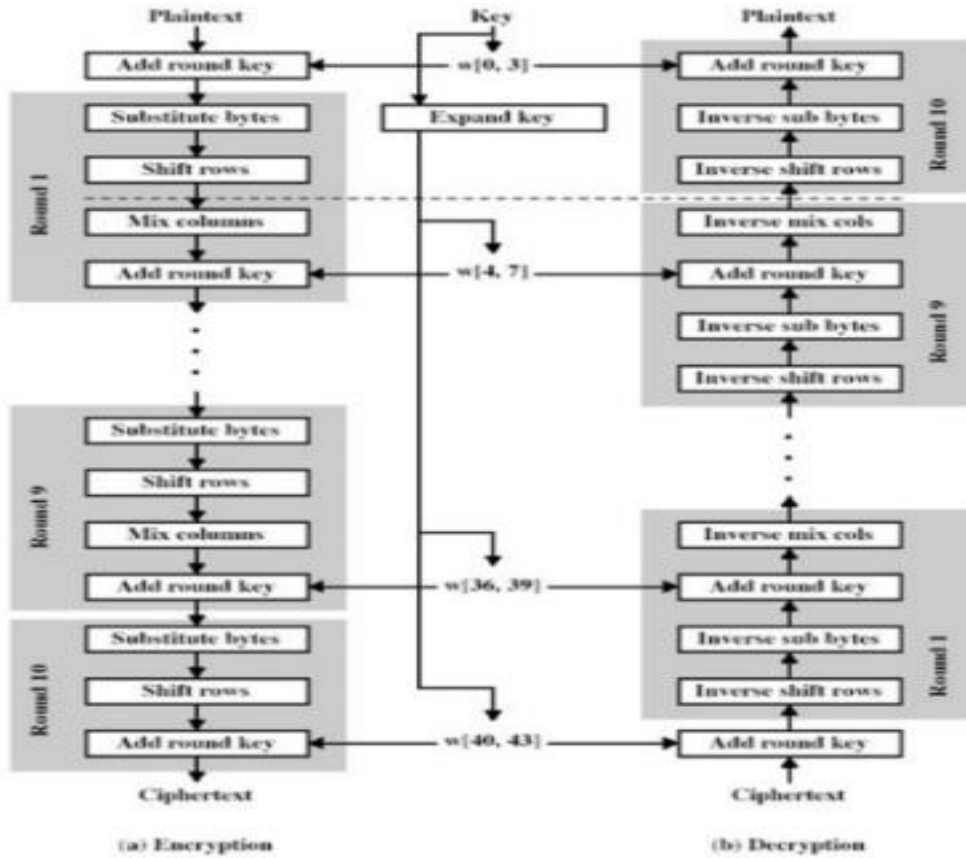 Plaintext
Key
Plaintext
Add round key
w[0, 3]
Add round key
Substitute bytes
Expand key
Inverse sub bytes
Shift rows
Inverse shift rows
Round 1
Round 10
Mix columns
Inverse mix cols
Add round key
w[4, 7]
Add round key
Inverse sub bytes
Inverse shift rows
Round 9
Substitute bytes
Shift rows
Mix columns
Inverse mix cols
Round 9
Add round key
w[36, 39]
Add round key
Substitute bytes
Inverse sub bytes
Shift rows
Inverse shift rows
Round 10
Round 1
Add round key
w[40, 43]
Add round key
Ciphertext
Ciphertext
(a) Encryption
(b) Decryption